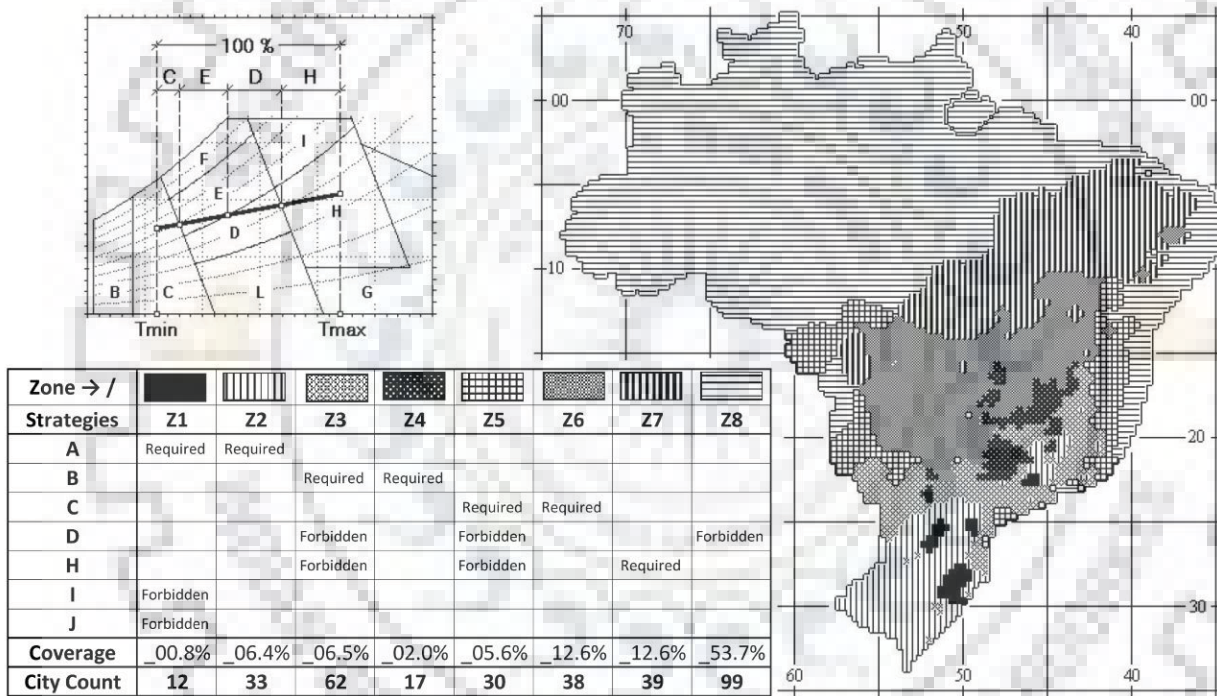 100 %
C E D H
F
I
E
H
D
B C L G
Tmin Tmax
70 60 50 40
00 00
10 10
20
30
60 50 40
Zone → /
Strategies Z1 Z2 Z3 Z4 Z5 Z6 Z7 Z8
A Required Required
B Required Required
C Required Required
D Forbidden Forbidden Forbidden
H Forbidden Forbidden Required
I Forbidden
J Forbidden
Coverage _00.8% _06.4% _06.5% _02.0% _05.6% _12.6% _12.6% _53.7%
City Count 12 33 62 17 30 38 39 99